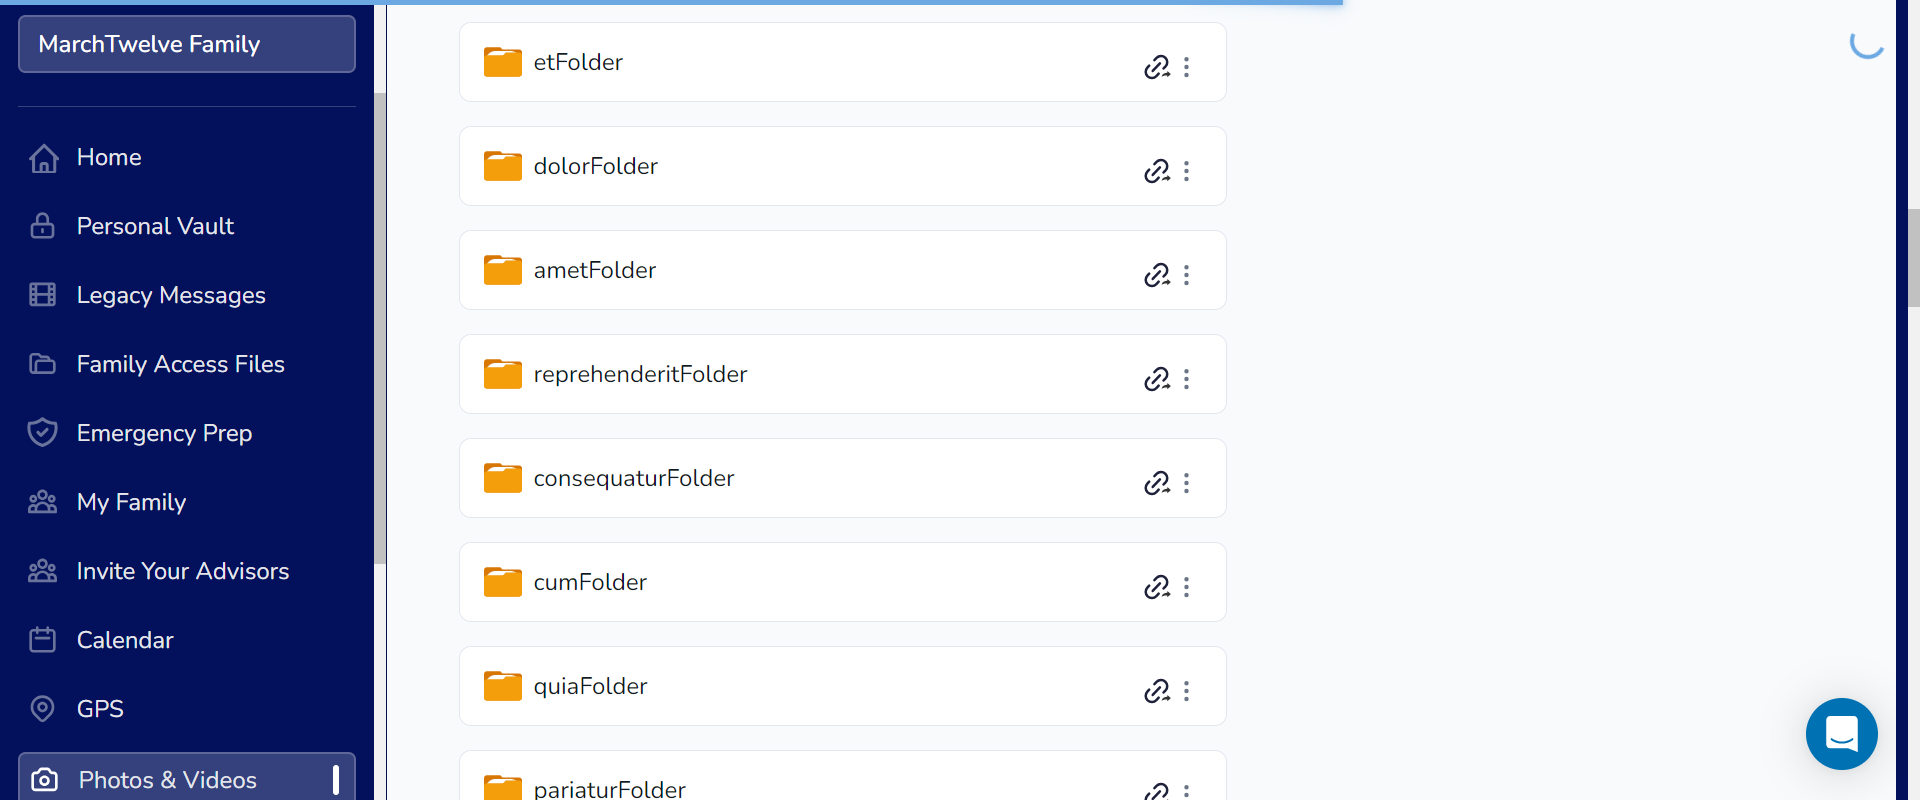 MarchTwelve Family
Home
Personal Vault
Legacy Messages
Family Access Files
Emergency Prep
My Family
Invite Your Advisors
Calendar
GPS
Photos & Videos
etFolder
dolorFolder
ametFolder
reprehenderitFolder
consequaturFolder
cumFolder
quiaFolder
pariaturFolder